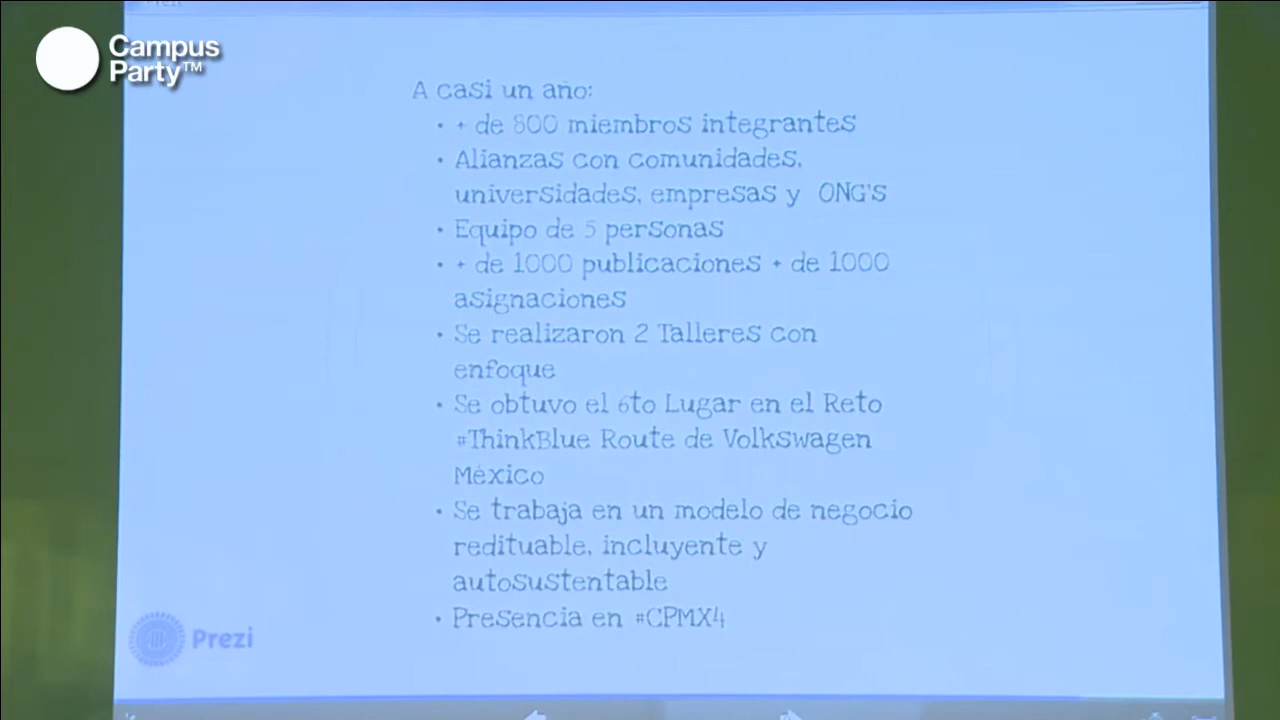 Campus
Party™
A casi un año:
• + de 800 miembros integrantes
• Alianzas con comunidades,
universidades, empresas y ONG's
• Equipo de 5 personas
• + de 1000 publicaciones + de 1000
asignaciones
• Se realizaron 2 Talleres con
enfoque
• Se obtuvo el 6to Lugar en el Reto
#ThinkBlue Route de Volkswagen
México
• Se trabaja en un modelo de negocio
redituable, incluyente y
autosustentable
• Presencia en #CPMX4
Prezi